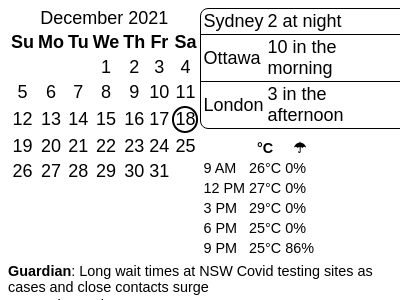 December 2021
Su Mo Tu We Th Fr Sa
1 2 3 4
5 6 7 8 9 10 11
12 13 14 15 16 17 18
19 20 21 22 23 24 25
26 27 28 29 30 31
Sydney 2 at night
Ottawa 10 in the
morning
London 3 in the
afternoon
°C ☂
9 AM 26°C 0%
12 PM 27°C 0%
3 PM 29°C 0%
6 PM 25°C 0%
9 PM 25°C 86%
Guardian: Long wait times at NSW Covid testing sites as
cases and close contacts surge